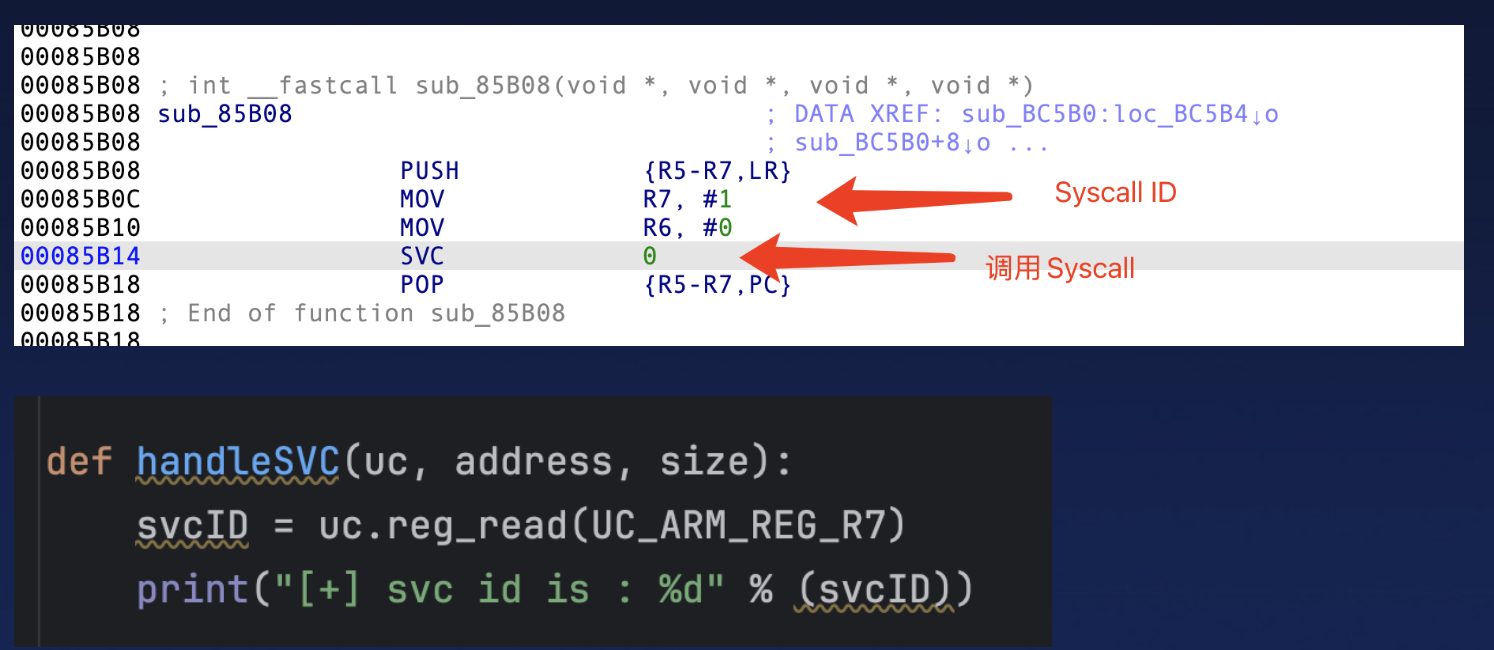 00085B08
00085B08
00085B08 ; int __fastcall sub_85B08(void *, void *, void *, void *)
00085B08 sub_85B08 ; DATA XREF: sub_BC5B0:loc_BC5B4↓o
00085B08 ; sub_BC5B0+8↓o ...
00085B08 PUSH {R5-R7,LR}
00085B0C MOV R7, #1
Syscall ID
00085B10 MOV R6, #0
00085B14 SVC 0
调用 Syscall
00085B18 POP {R5-R7,PC}
00085B18 ; End of function sub_85B08
00085B18
def handleSVC(uc, address, size):
svcID = uc.reg_read(UC_ARM_REG_R7)
print("[+] svc id is : %d" % (svcID))